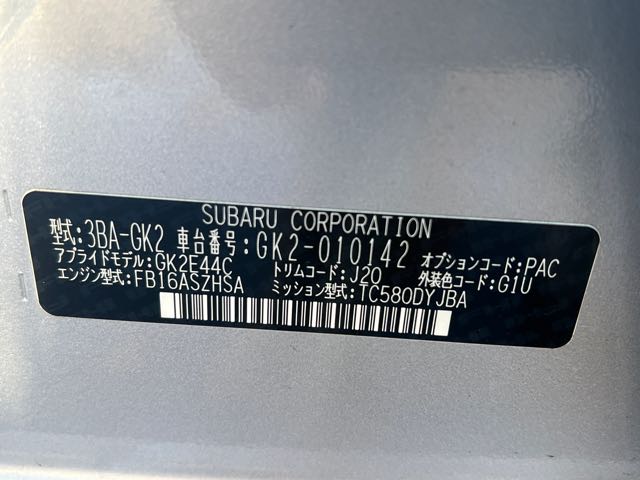 SUBARU CORPORATION
型式:3BA-GK2 車台番号:GK2-010142
アプライドモデル:GK2E44C トリムコード:J20 オプションコード:PAC
エンジン型式:FB16ASZHSA ミッション型式:TC580DYJBA 外装色コード:G1U